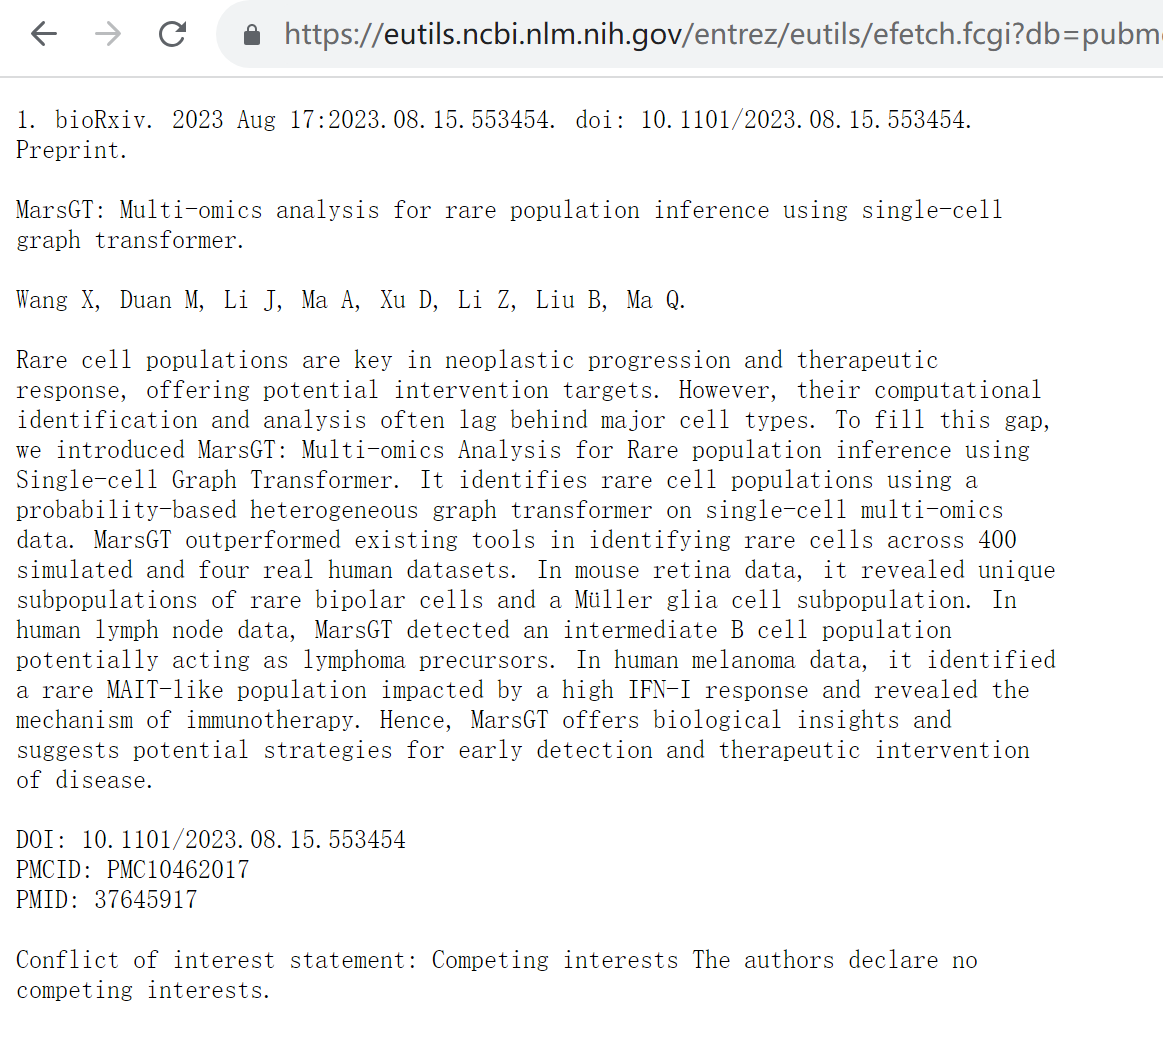 https://eutils.ncbi.nlm.nih.gov/entrez/eutils/efetch.fcgi?db=pubm
1. bioRxiv. 2023 Aug 17:2023.08.15.553454. doi: 10.1101/2023.08.15.553454.
Preprint.
MarsGT: Multi-omics analysis for rare population inference using single-cell
graph transformer.
Wang X, Duan M, Li J, Ma A, Xu D, Li Z, Liu B, Ma Q.
Rare cell populations are key in neoplastic progression and therapeutic
response, offering potential intervention targets. However, their computational
identification and analysis often lag behind major cell types. To fill this gap,
we introduced MarsGT: Multi-omics Analysis for Rare population inference using
Single-cell Graph Transformer. It identifies rare cell populations using a
probability-based heterogeneous graph transformer on single-cell multi-omics
data. MarsGT outperformed existing tools in identifying rare cells across 400
simulated and four real human datasets. In mouse retina data, it revealed unique
subpopulations of rare bipolar cells and a Müller glia cell subpopulation. In
human lymph node data, MarsGT detected an intermediate B cell population
potentially acting as lymphoma precursors. In human melanoma data, it identified
a rare MAIT-like population impacted by a high IFN-I response and revealed the
mechanism of immunotherapy. Hence, MarsGT offers biological insights and
suggests potential strategies for early detection and therapeutic intervention
of disease.
DOI: 10.1101/2023.08.15.553454
PMCID: PMC10462017
PMID: 37645917
Conflict of interest statement: Competing interests The authors declare no
competing interests.